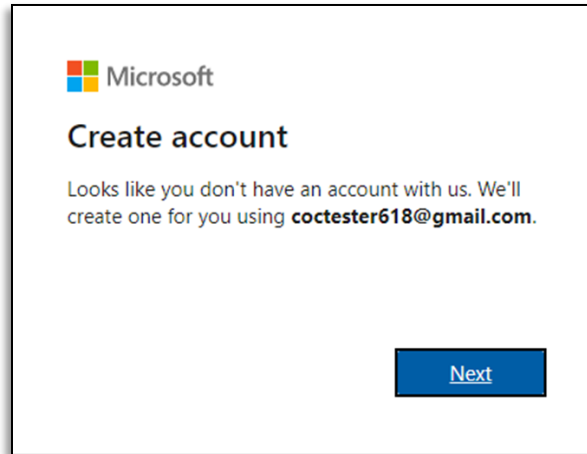 Microsoft
Create account
Looks like you don't have an account with us. We'll
create one for you using coctester618@gmail.com.
Next